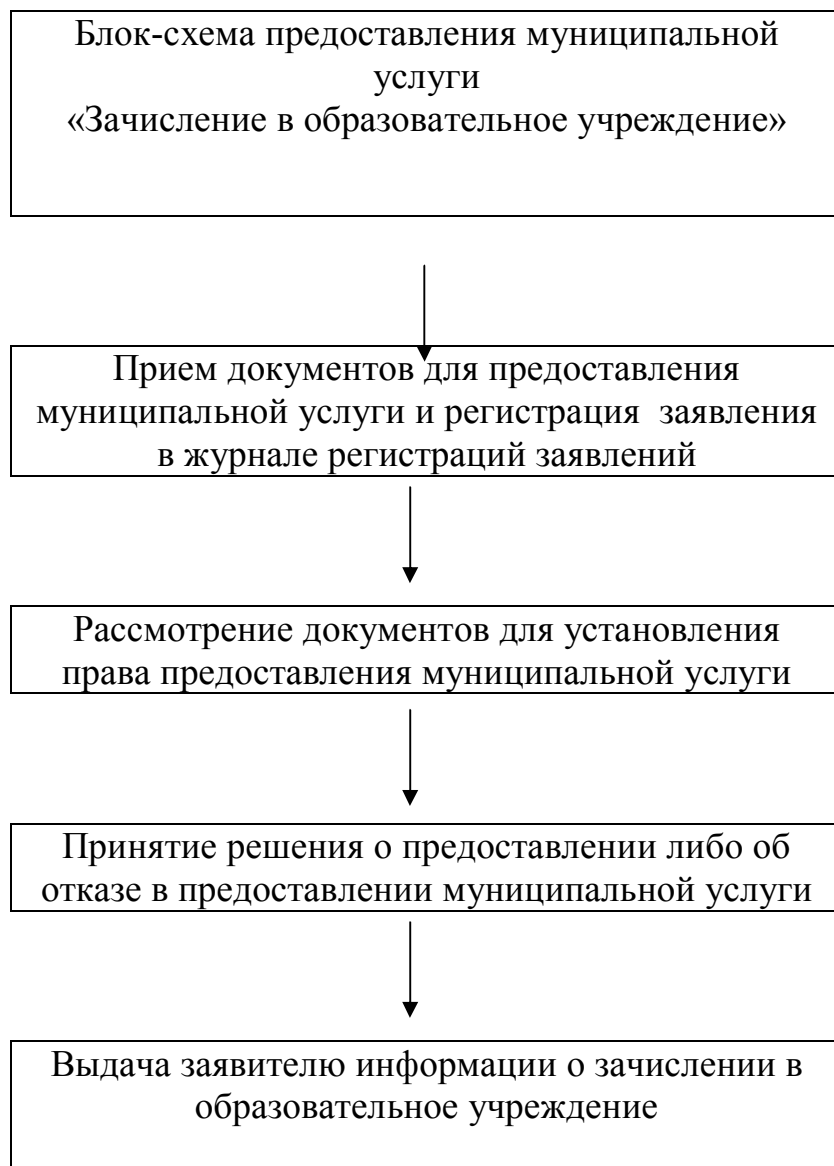 Блок-схема предоставления муниципальной
услуги
«Зачисление в образовательное учреждение»
Прием документов для предоставления
муниципальной услуги и регистрация  заявления
в журнале регистраций заявлений
Рассмотрение документов для установления
права предоставления муниципальной услуги
Принятие решения о предоставлении либо об
отказе в предоставлении муниципальной услуги
Выдача заявителю информации о зачислении в
образовательное учреждение